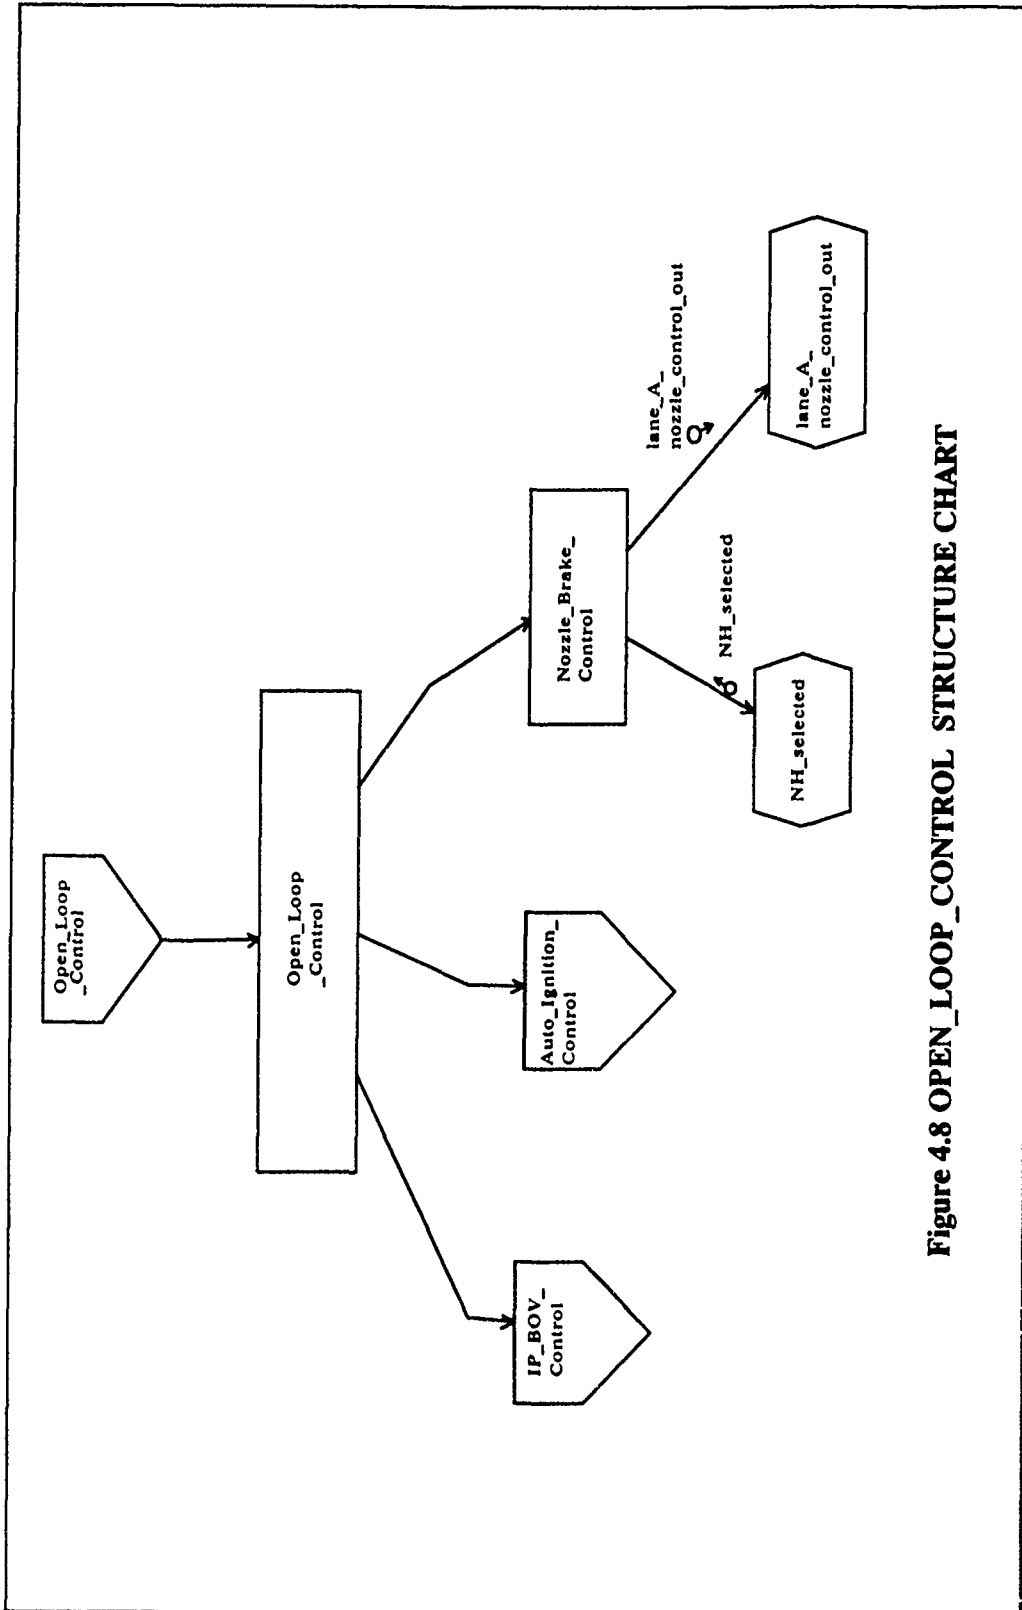 Open_Loop
_Control
Open_Loop
_Control
IP_BOV_
Control
Auto_Ignition_
Control
Nozzle_Brake_
Control
NH_selected
lane_A_
nozzle_control_out
NH_selected
lane_A_
nozzle_control_out
Figure 4.8 OPEN_LOOP_CONTROL STRUCTURE CHART